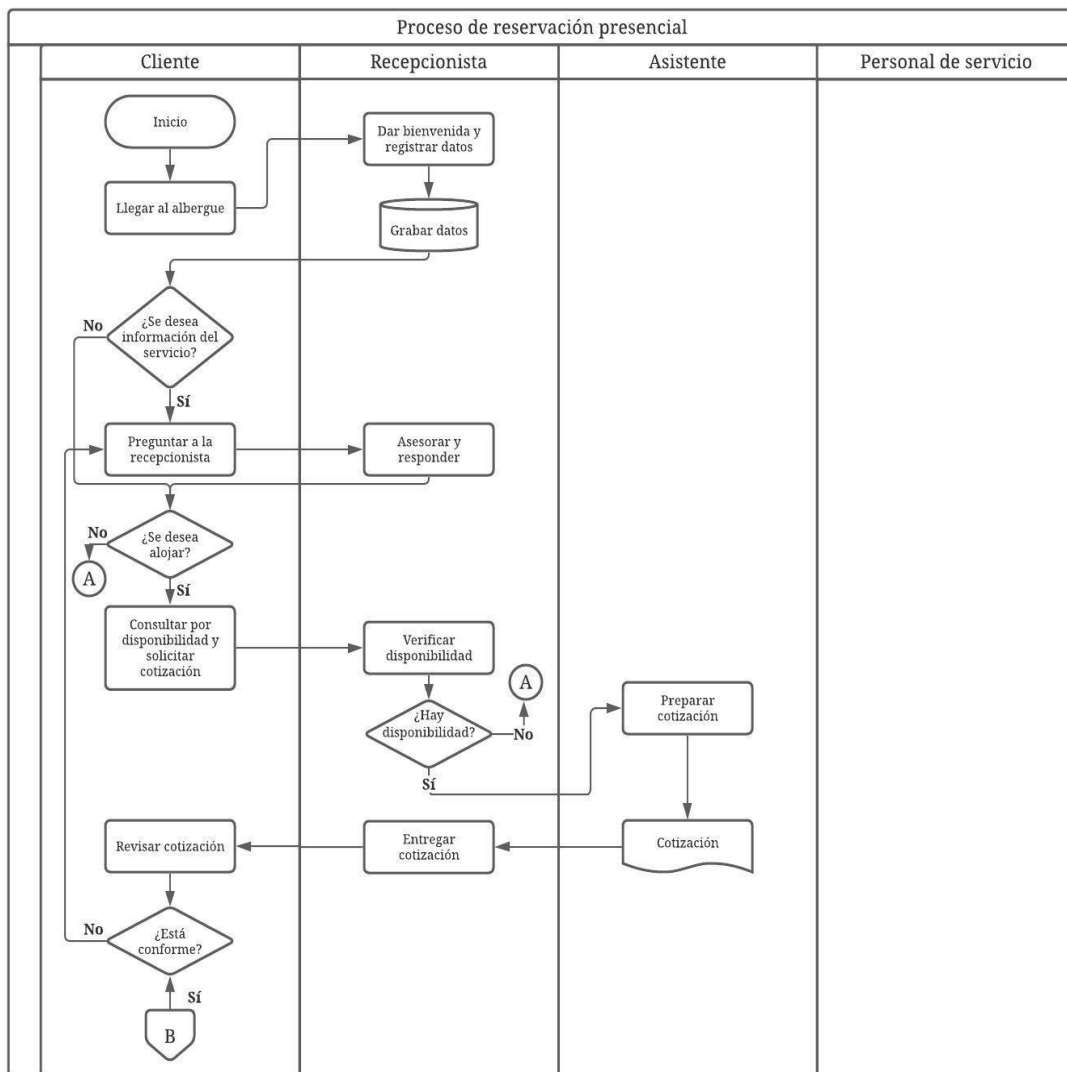 Proceso de reservación presencial
Cliente
Recepcionista
Asistente
Personal de servicio
Inicio
Dar bienvenida y
registrar datos
Llegar al albergue
Grabar datos
¿Se desea
información del
servicio?
No
Sí
Preguntar a la
recepcionista
Asesorar y
responder
¿Se desea
alojar?
No
A
Sí
Consultar por
disponibilidad y
solicitar
cotización
Verificar
disponibilidad
A
¿Hay
disponibilidad?
No
Sí
Preparar
cotización
Cotización
Entregar
cotización
Revisar cotización
¿Está
conforme?
No
Sí
B